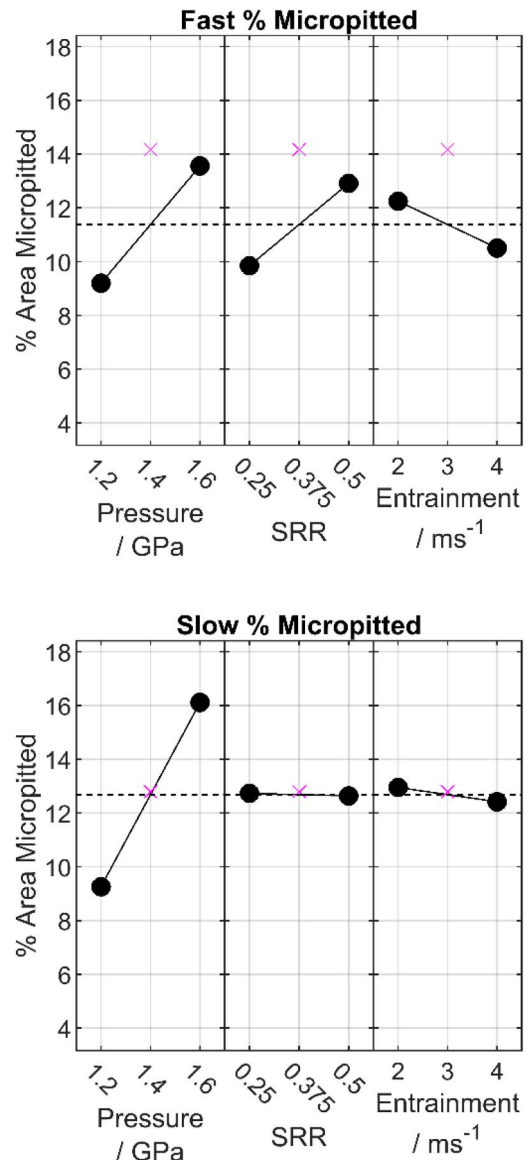 Fast % Micropitted
18
16
14
12
10
8
6
4
% Area Micropitted
1.2 1.4 1.6 0.25 0.375 0.5 2 3 4
Pressure
/ GPa
SRR
Entrainment
/ ms⁻¹
Slow % Micropitted
18
16
14
12
10
8
6
4
% Area Micropitted
1.2 1.4 1.6 0.25 0.375 0.5 2 3 4
Pressure
/ GPa
SRR
Entrainment
/ ms⁻¹